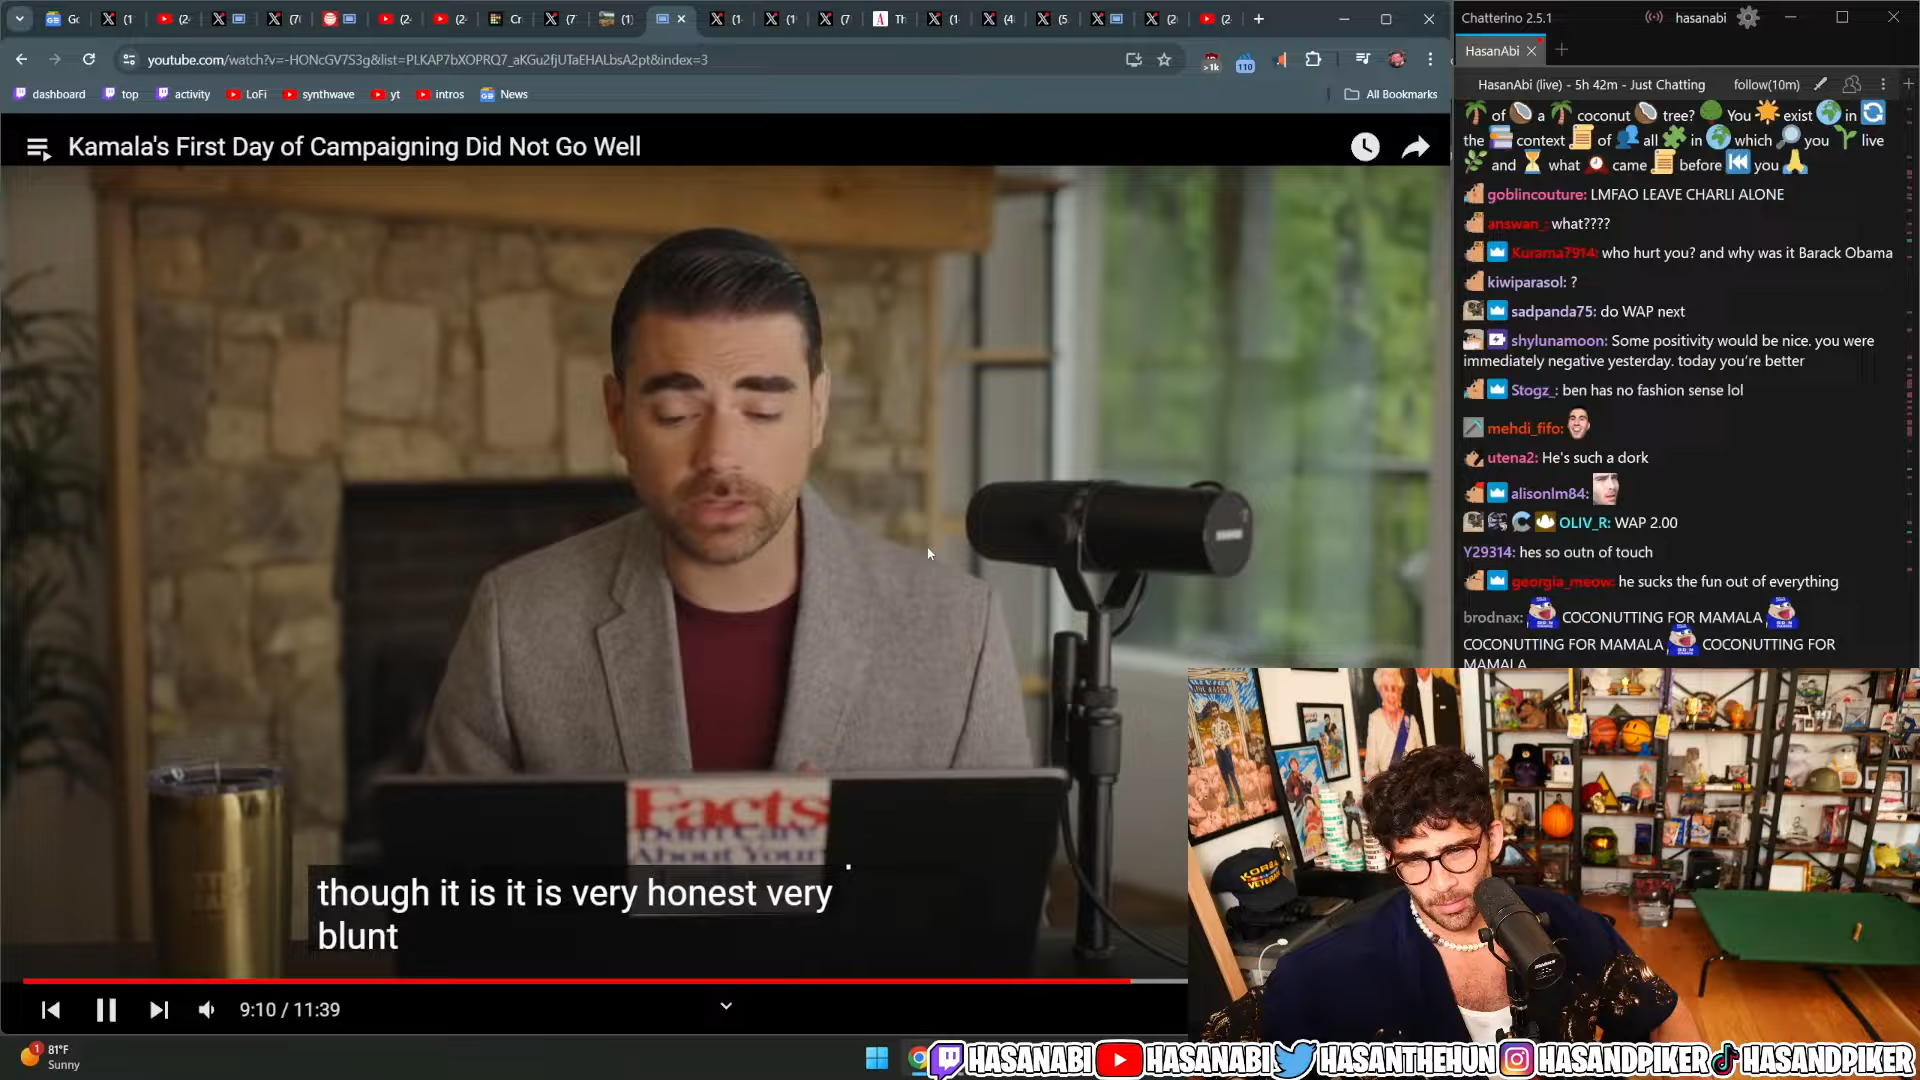 youtube.com/watch?v=-HONcGV7S3g&list=PLKAP7bXOPRQ7_aKGu2fjUTaEHALbsA2pt&index=3
>1k
110
dashboard top activity LoFi synthwave yt intros News
All Bookmarks
Kamala's First Day of Campaigning Did Not Go Well
Facts
Don't Care
About Your
though it is it is very honest very
blunt
9:10 / 11:39
81°F
Sunny
Chatterino 2.5.1
hasanabi
HasanAbi
HasanAbi (live) - 5h 42m - Just Chatting follow(10m)
of a coconut tree? You exist in
the context of all in which you live
and what came before you
goblincouture: LMFAO LEAVE CHARLI ALONE
answan_: what????
Kurama7914: who hurt you? and why was it Barack Obama
kiwiparasol: ?
sadpanda75: do WAP next
shylunamoon: Some positivity would be nice. you were
immediately negative yesterday. today you're better
Stogz_: ben has no fashion sense lol
mehdi_fifo:
utena2: He's such a dork
alisonlm84:
OLIV_R: WAP 2.00
Y29314: hes so outn of touch
georgia_meow: he sucks the fun out of everything
brodnax: COCONUTTING FOR MAMALA
COCONUTTING FOR MAMALA COCONUTTING FOR
MAMALA
KOREA
VETERAN
HASANABI HASANABI HASANTHEHUN HASANDPIKER HASANDPIKER